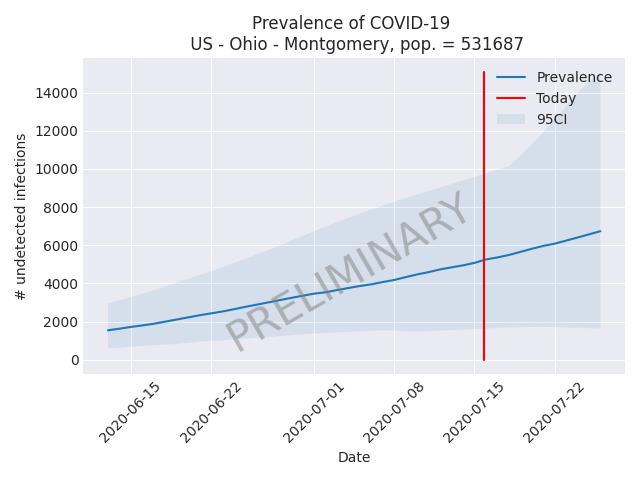 Prevalence of COVID-19
US - Ohio - Montgomery, pop. = 531687
Prevalence
Today
95CI
14000
12000
10000
8000
6000
4000
2000
0
# undetected infections
PRELIMINARY
2020-06-15
2020-06-22
2020-07-01
2020-07-08
2020-07-15
2020-07-22
Date